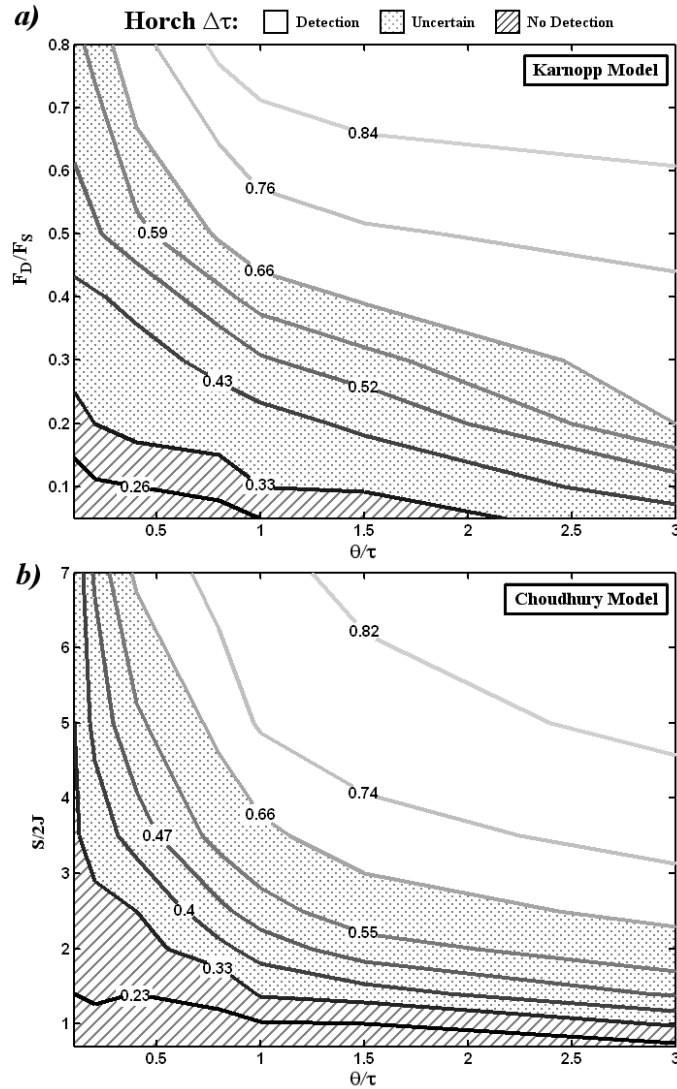 a)
Horch Δτ: Detection Uncertain No Detection
Karnopp Model
F_D/F_S
0.8
0.7
0.6
0.5
0.4
0.3
0.2
0.1
0.84
0.76
0.59
0.66
0.52
0.43
0.33
0.26
0.5 1 1.5 2 2.5 3
θ/τ
b)
Choudhury Model
S/2J
7
6
5
4
3
2
1
0.82
0.74
0.66
0.47
0.55
0.4
0.33
0.23
0.5 1 1.5 2 2.5 3
θ/τ